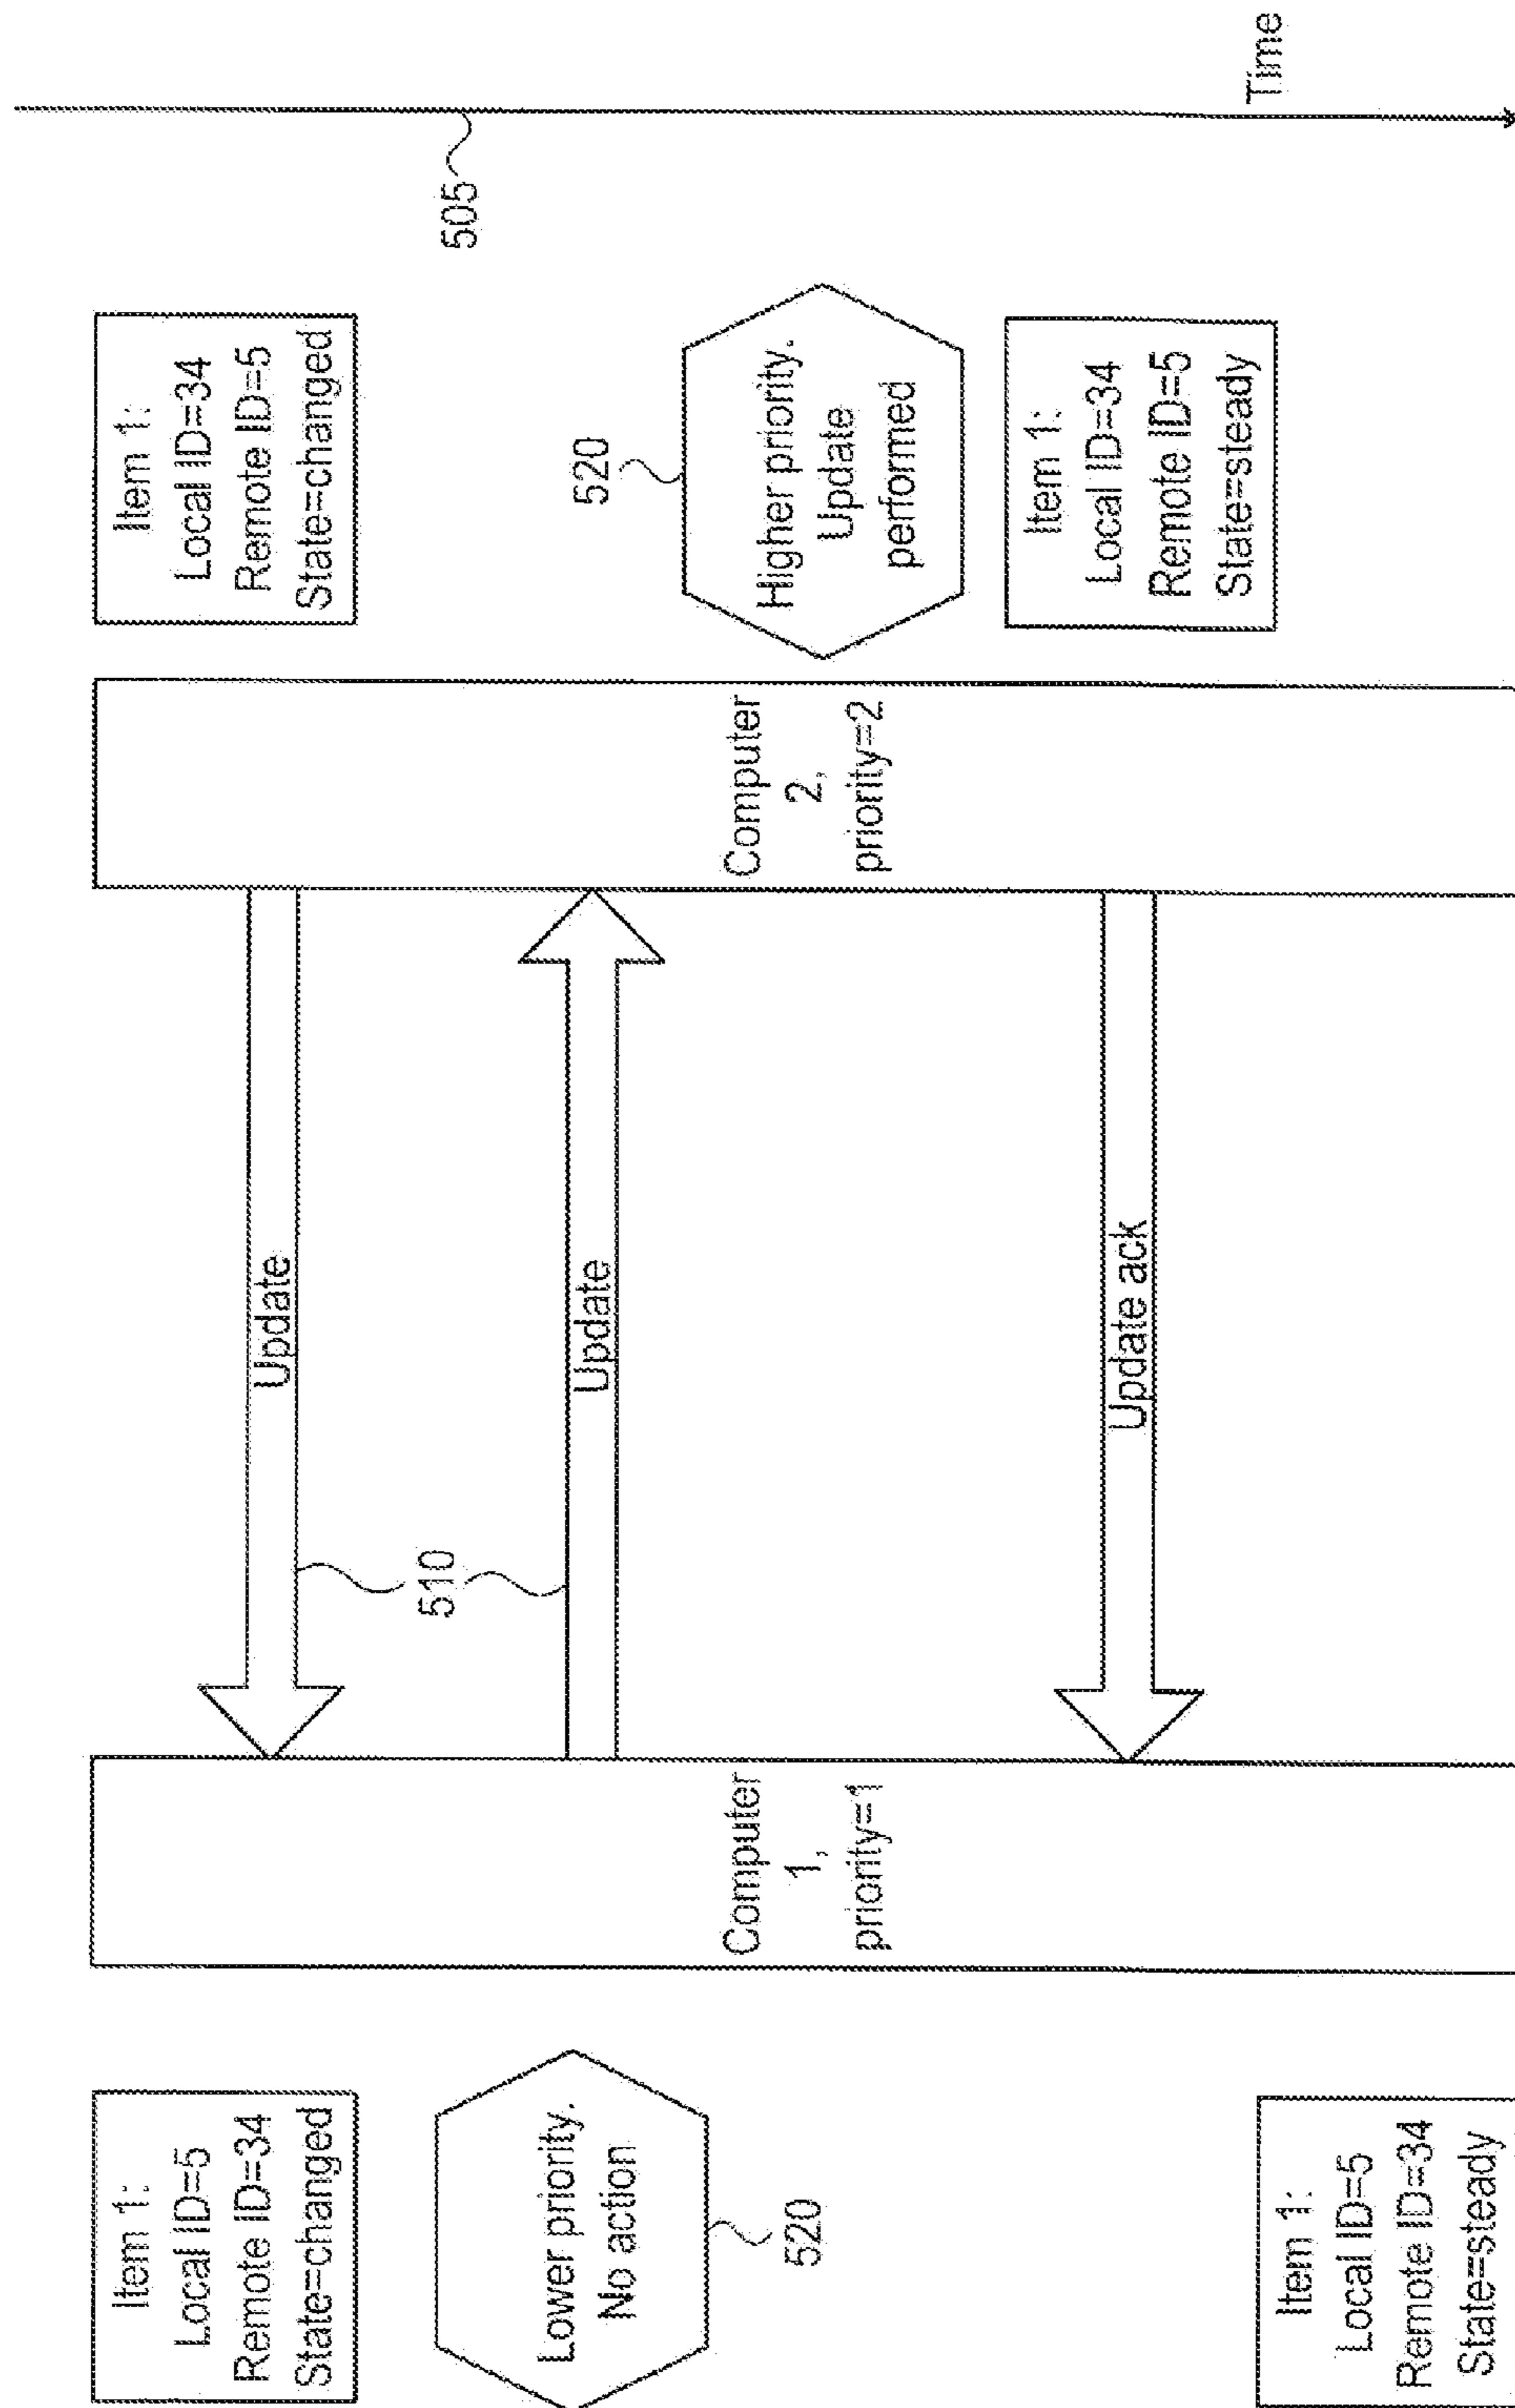 Item 1:
Local ID=5
Remote ID=34
State=changed
Lower priority.
No action
520
Item 1:
Local ID=5
Remote ID=34
State=steady
Computer
1,
priority=1
Update
510
Update
Update ack
Computer
2,
priority=2
Item 1:
Local ID=34
Remote ID=5
State=changed
520
Higher priority.
Update
performed
Item 1:
Local ID=34
Remote ID=5
State=steady
505
Time